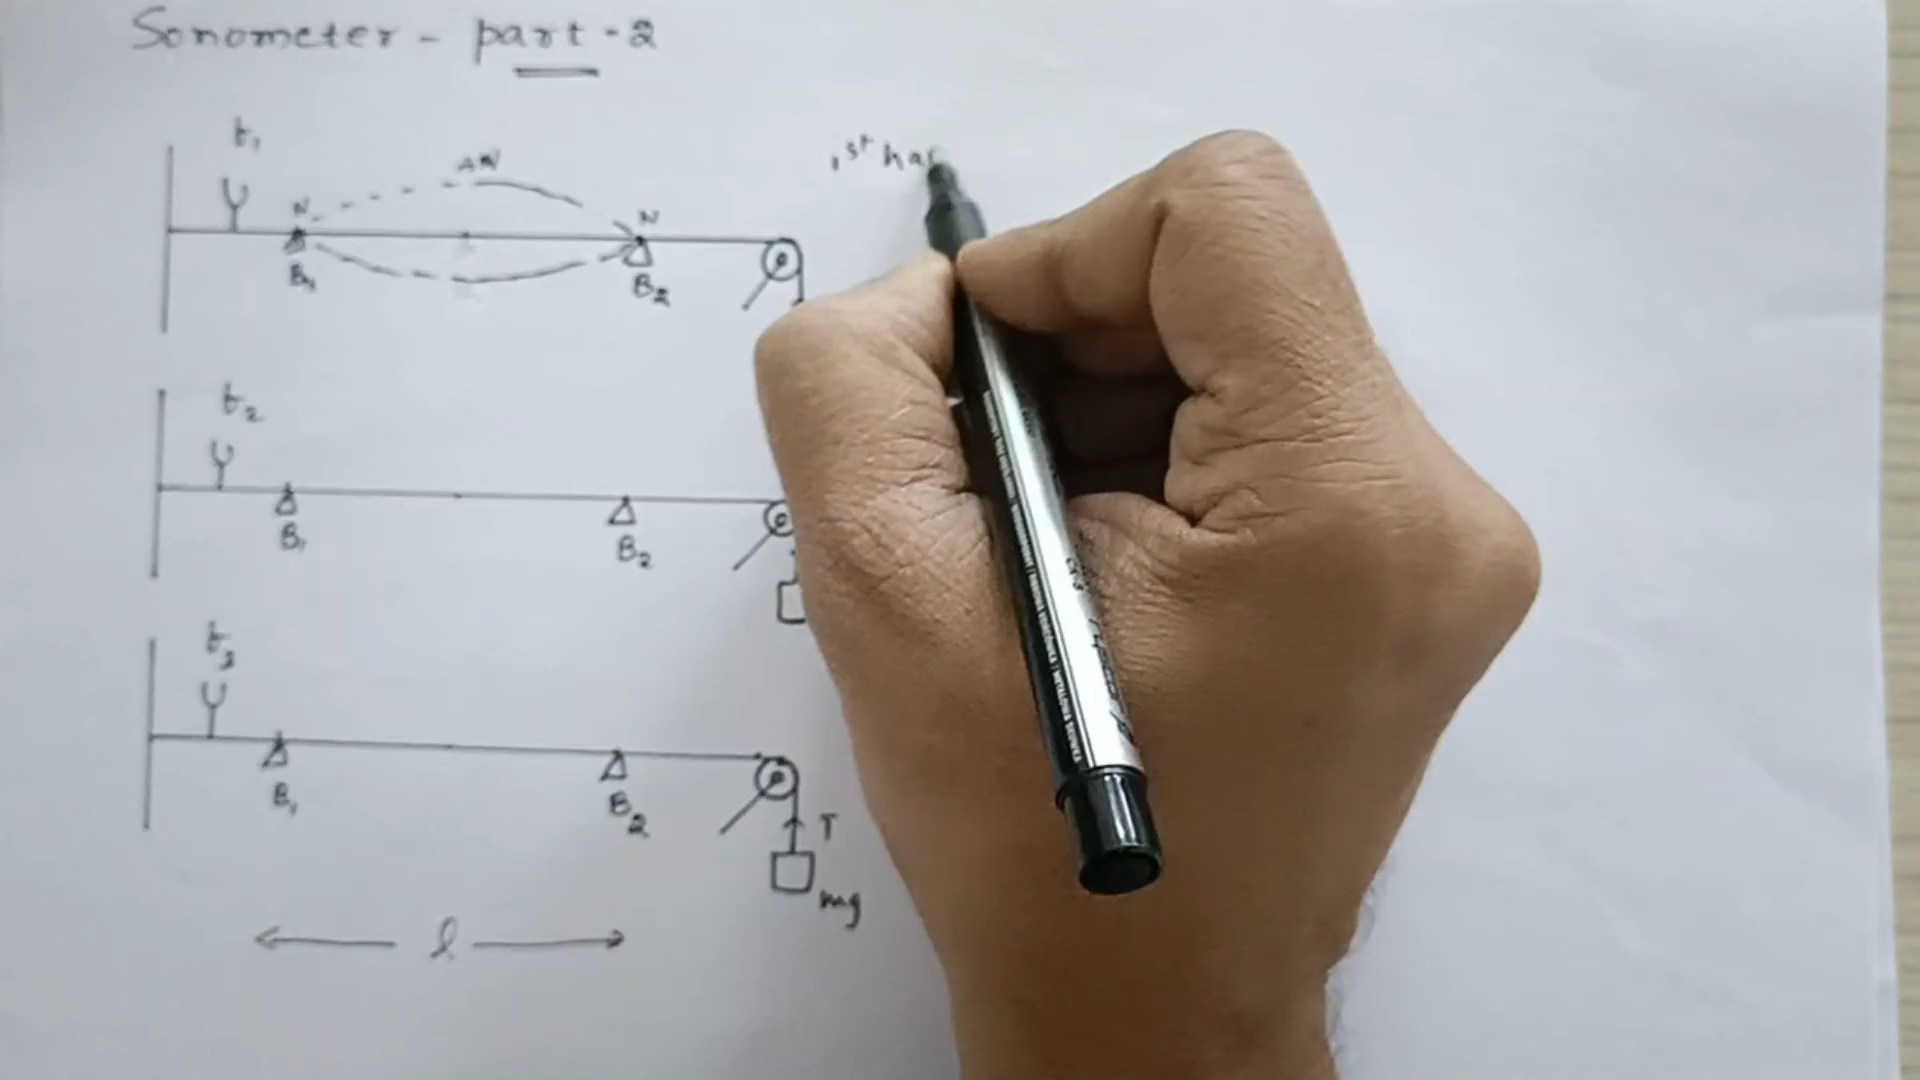 Sonometer - part-2
t1
AN
1st har
N
N
B1
B2
t2
B1
B2
t3
B1
B2
T
mg
l